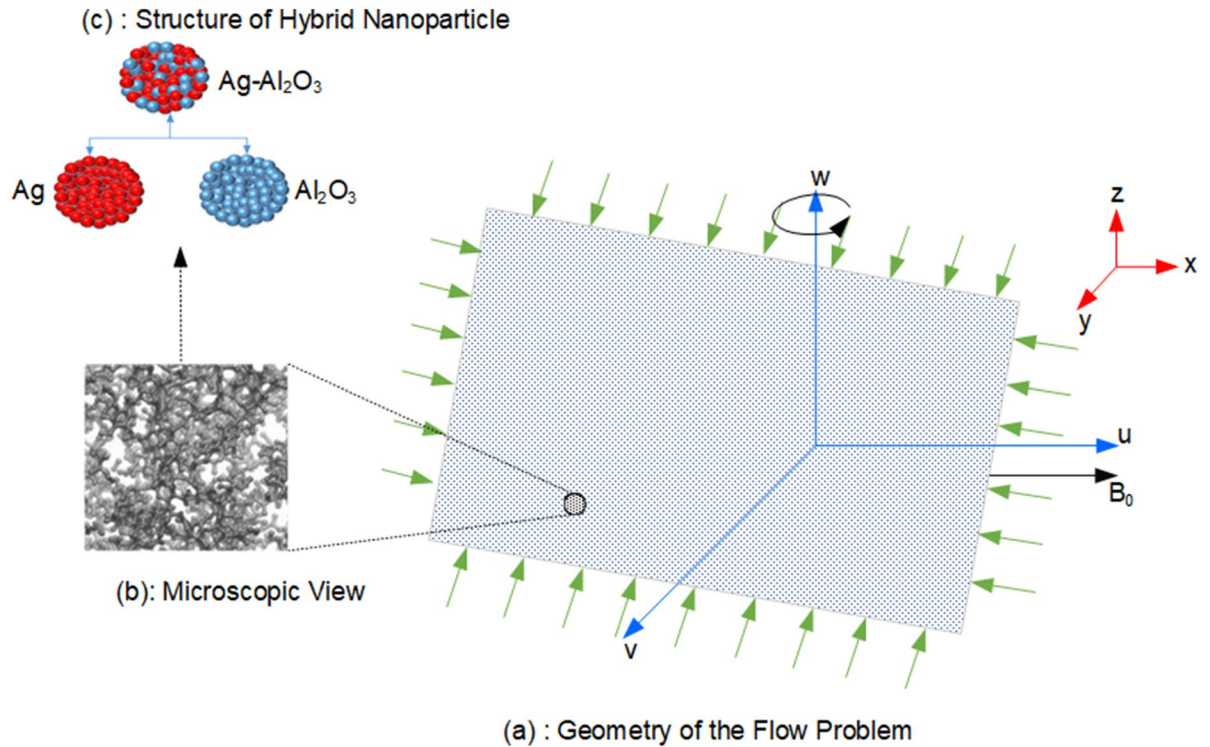 (c) : Structure of Hybrid Nanoparticle
Ag-Al₂O₃
Ag
Al₂O₃
w
z
x
y
u
B₀
v
(b): Microscopic View
(a) : Geometry of the Flow Problem